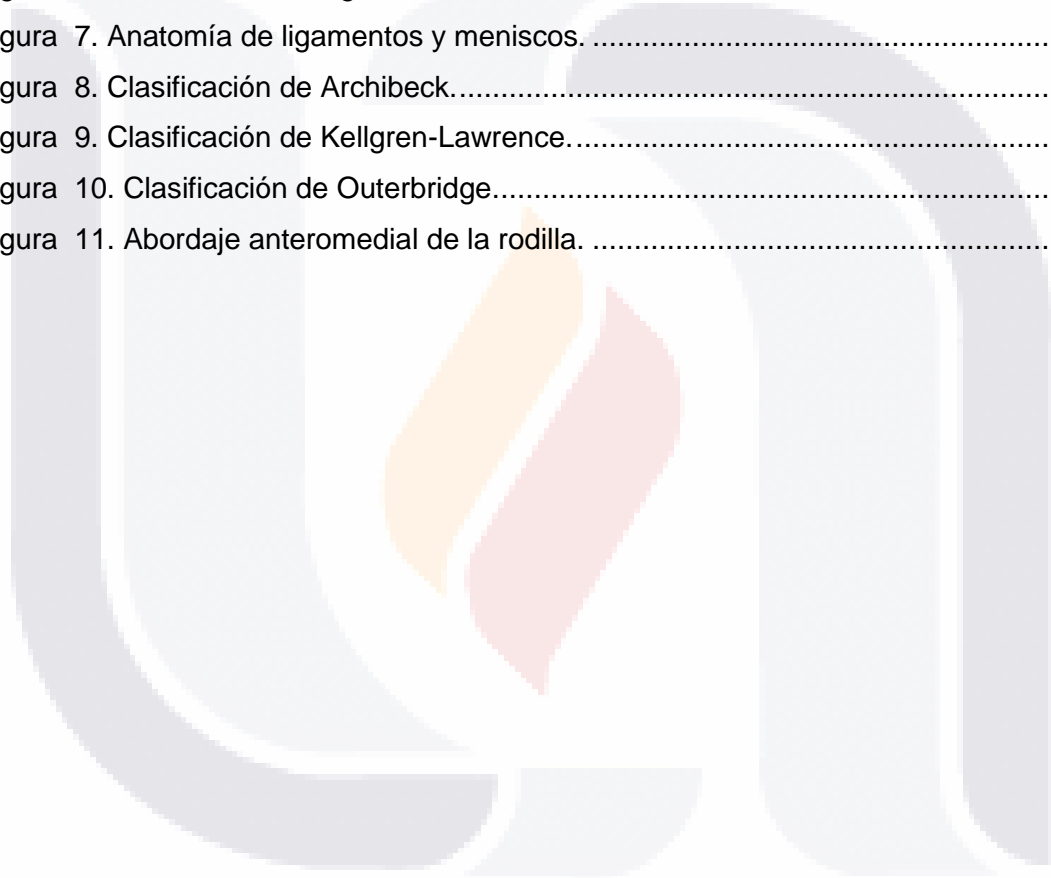 gura 7. Anatomía de ligamentos y meniscos. ....................................................
gura 8. Clasificación de Archibeck. ....................................................................
gura 9. Clasificación de Kellgren-Lawrence. ......................................................
gura 10. Clasificación de Outerbridge................................................................
gura 11. Abordaje anteromedial de la rodilla. ....................................................